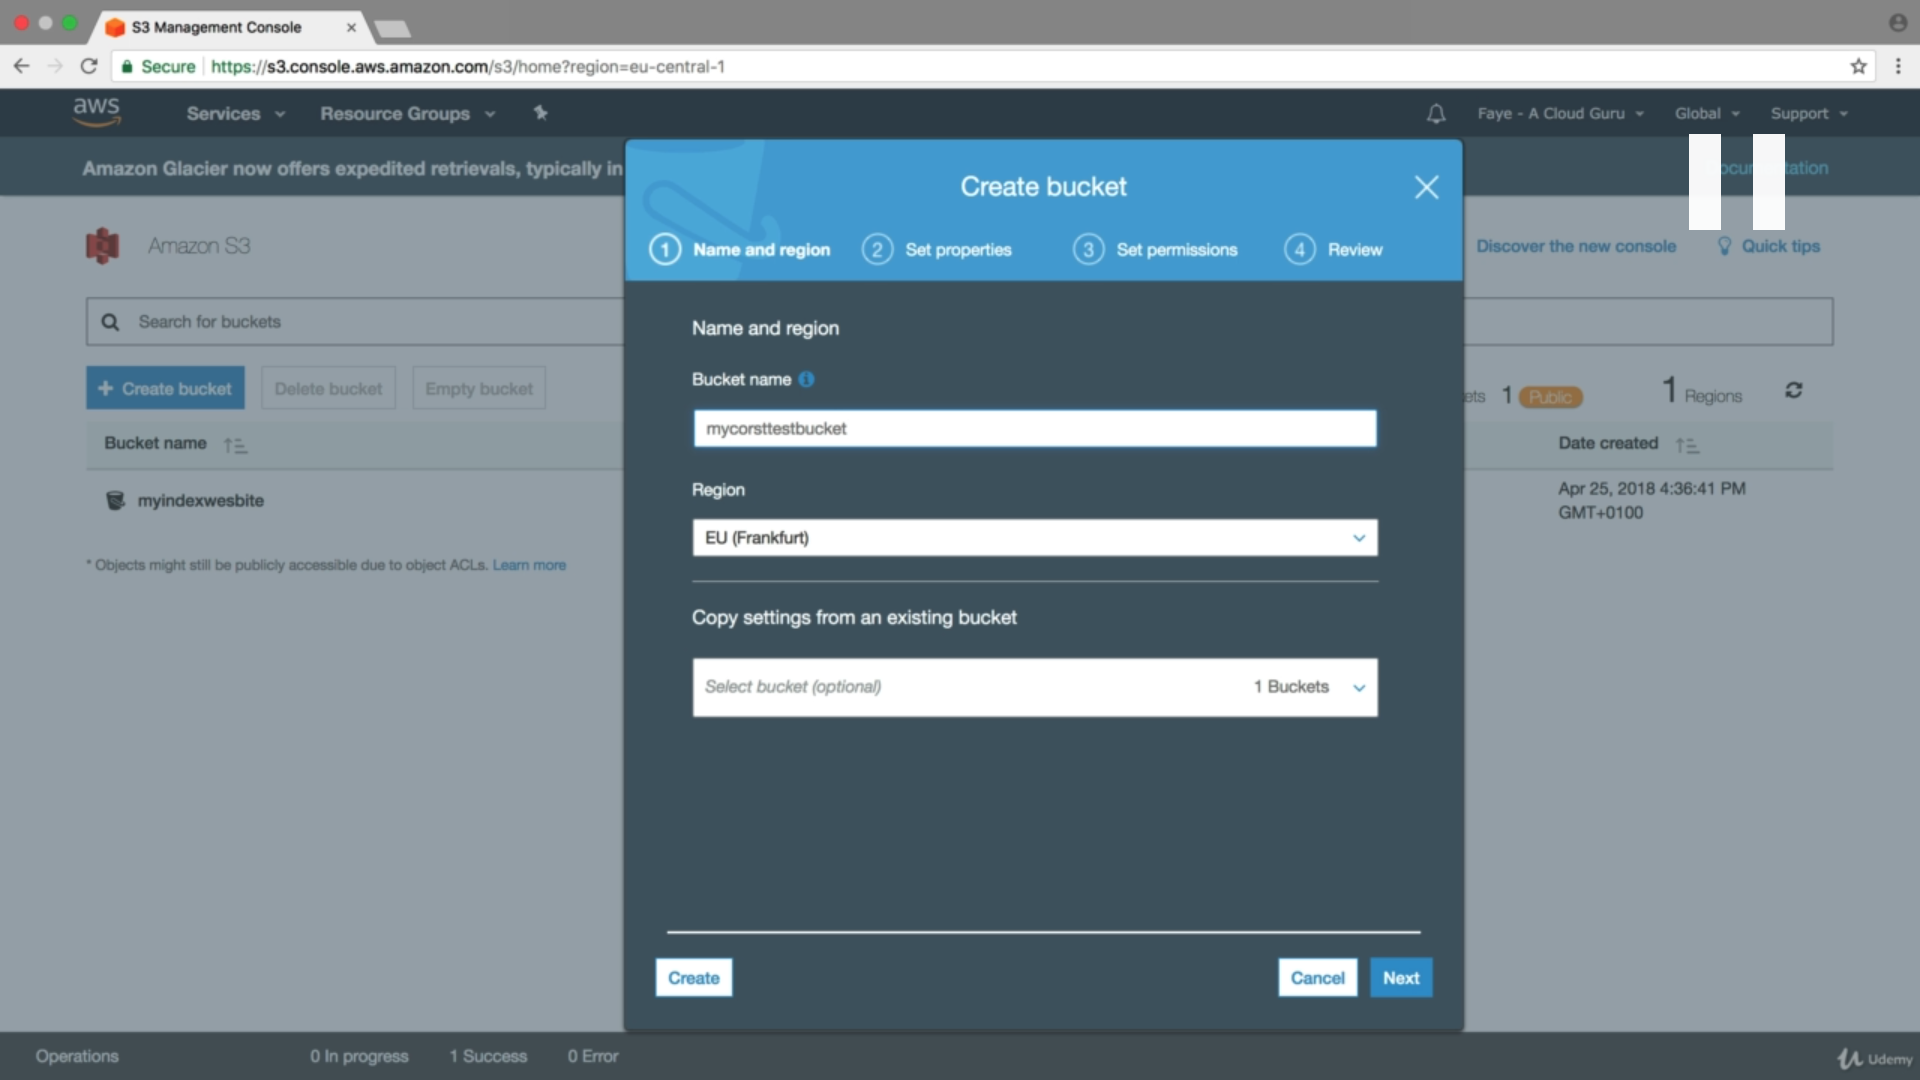 S3 Management Console
Secure https://s3.console.aws.amazon.com/s3/home?region=eu-central-1
aws Services Resource Groups Faye - A Cloud Guru Global Support
Amazon Glacier now offers expedited retrievals, typically in
Create bucket
1 Name and region 2 Set properties 3 Set permissions 4 Review
Amazon S3
Discover the new console Quick tips
Search for buckets
Name and region
Bucket name
mycorsttestbucket
Create bucket Delete bucket Empty bucket
1 Public 1 Regions
Bucket name Date created
myindexwesbite
Apr 25, 2018 4:36:41 PM
GMT+0100
* Objects might still be publicly accessible due to object ACLs. Learn more
Region
EU (Frankfurt)
Copy settings from an existing bucket
Select bucket (optional) 1 Buckets
Create Cancel Next
Operations 0 In progress 1 Success 0 Error
Udemy